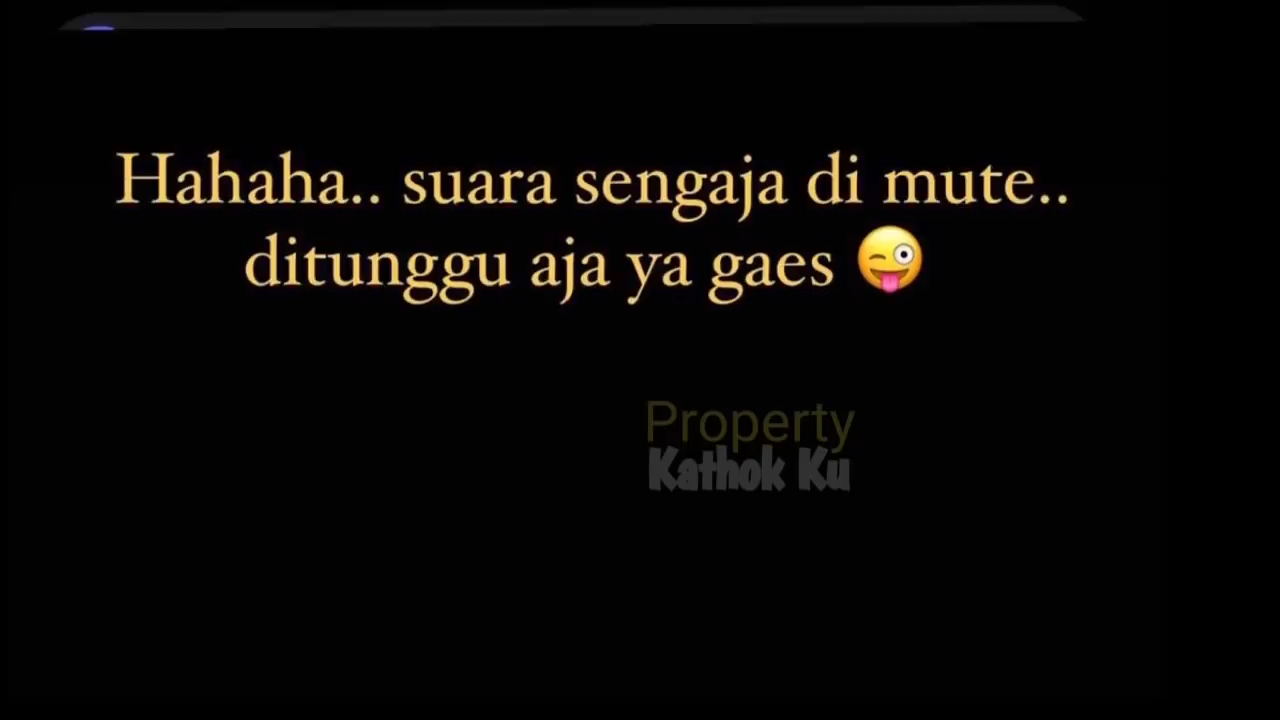 Hahaha.. suara sengaja di mute..
ditunggu aja ya gaes 😜
Property
Kathok Ku